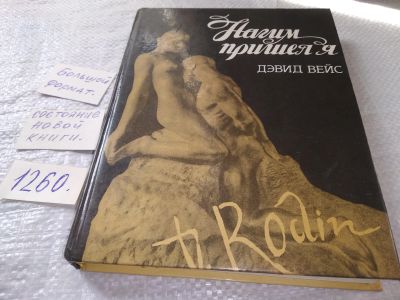 Нагим
пришел я
ДЭВИД ВЕЙС
A. Rodin
большой
формат.
состояние
новой
книги.
1260.